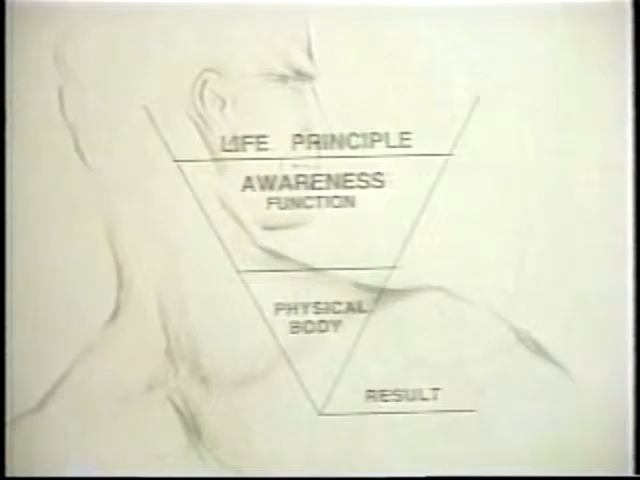 LIFE PRINCIPLE
AWARENESS
FUNCTION
PHYSICAL
BODY
RESULT